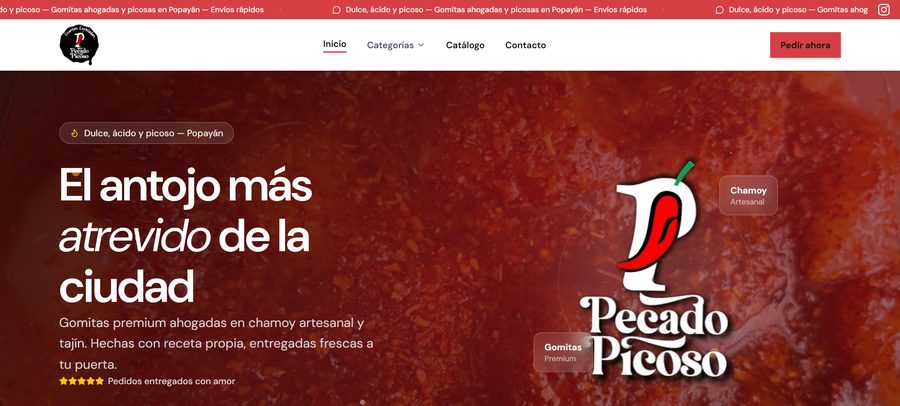 do y picoso — Gomitas ahogadas y picosas en Popayán — Envíos rápidos · Dulce, ácido y picoso — Gomitas ahogadas y picosas en Popayán — Envíos rápidos · Dulce, ácido y picoso — Gomitas ahog
Pecado
Picoso
Inicio Categorías Catálogo Contacto Pedir ahora
Dulce, ácido y picoso — Popayán
El antojo más
atrevido de la
ciudad
Gomitas premium ahogadas en chamoy artesanal y
tajín. Hechas con receta propia, entregadas frescas a
tu puerta.
Pedidos entregados con amor
Chamoy
Artesanal
Pecado
Picoso
Gomitas
Premium